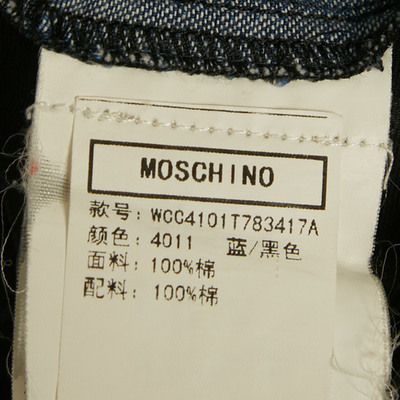 MOSCHINO
款号: WCC4101T783417A
颜色: 4011 蓝/黑色
面料: 100%棉
配料: 100%棉